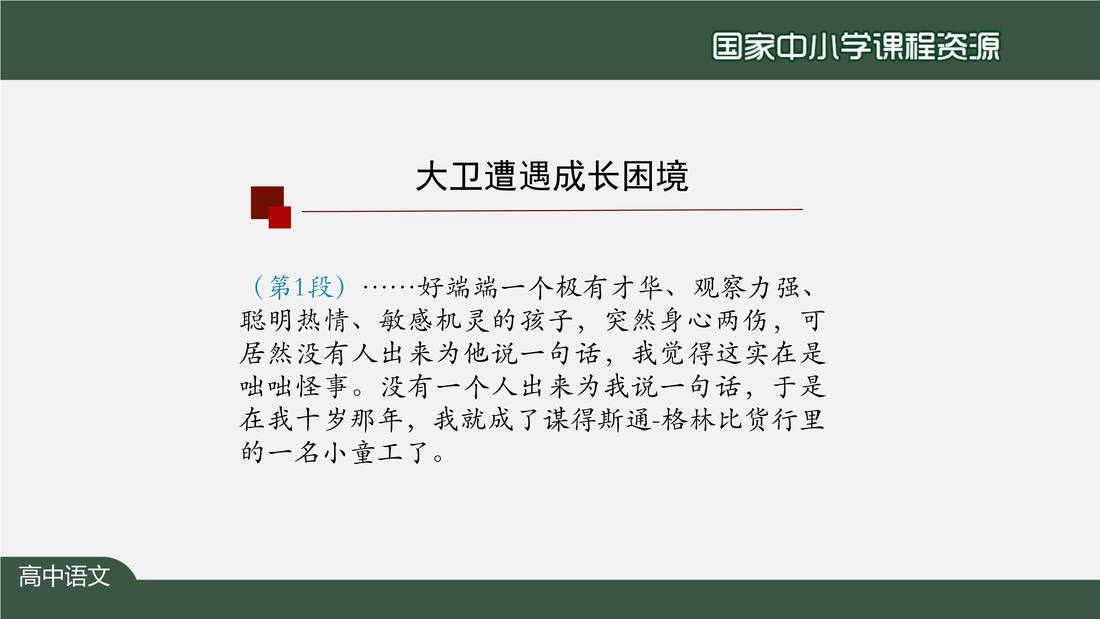 国家中小学课程资源
大卫遭遇成长困境
（第1段）……好端端一个极有才华、观察力强、
聪明热情、敏感机灵的孩子，突然身心两伤，可
居然没有人出来为他说一句话，我觉得这实在是
咄咄怪事。没有一个人出来为我说一句话，于是
在我十岁那年，我就成了谋得斯通-格林比货行里
的一名小童工了。
高中语文